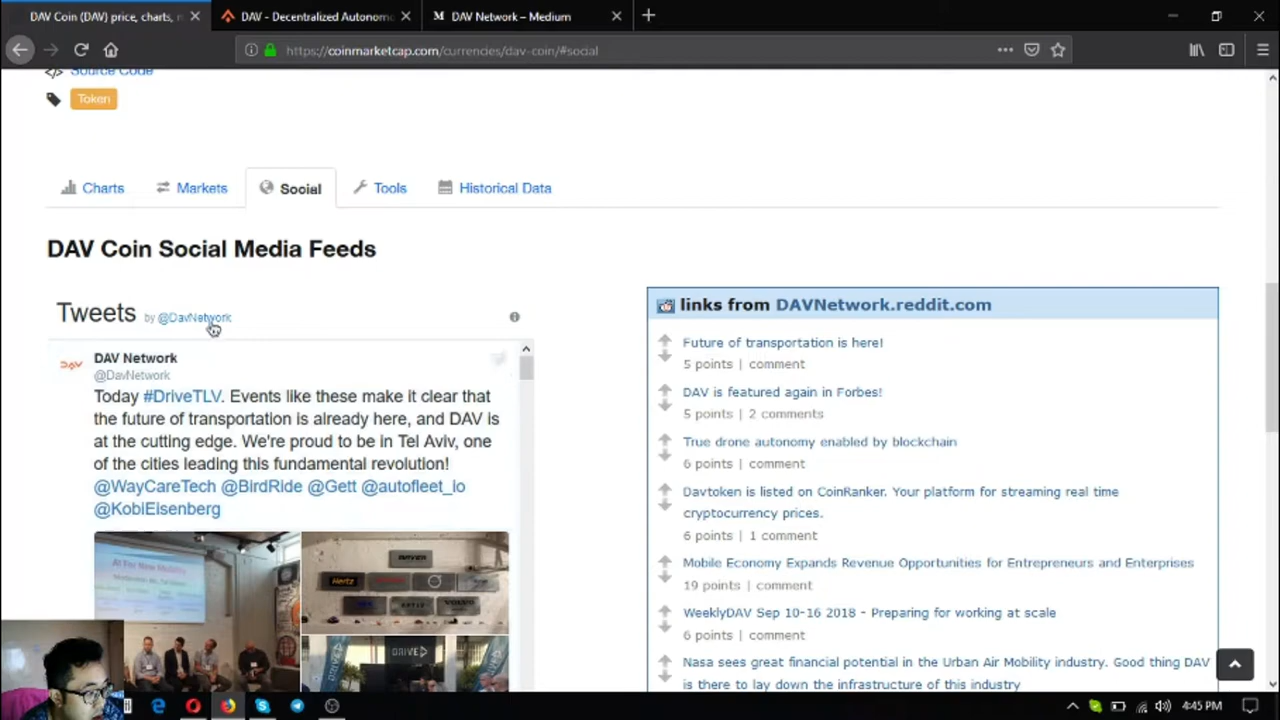 DAV Coin (DAV) price, charts,
DAV - Decentralized Autonomo
M DAV Network – Medium
https://coinmarketcap.com/currencies/dav-coin/#social
Source Code
Token
Charts
Markets
Social
Tools
Historical Data
DAV Coin Social Media Feeds
Tweets by @DavNetwork
DAV Network
@DavNetwork
Today #DriveTLV. Events like these make it clear that
the future of transportation is already here, and DAV is
at the cutting edge. We're proud to be in Tel Aviv, one
of the cities leading this fundamental revolution!
@WayCareTech @BirdRide @Gett @autofleet_io
@KobiEisenberg
DRIVER
Hertz
VOLVO
DRIVE
links from DAVNetwork.reddit.com
Future of transportation is here!
5 points | comment
DAV is featured again in Forbes!
5 points | 2 comments
True drone autonomy enabled by blockchain
6 points | comment
Davtoken is listed on CoinRanker. Your platform for streaming real time
cryptocurrency prices.
6 points | 1 comment
Mobile Economy Expands Revenue Opportunities for Entrepreneurs and Enterprises
19 points | comment
WeeklyDAV Sep 10-16 2018 - Preparing for working at scale
6 points | comment
Nasa sees great financial potential in the Urban Air Mobility industry. Good thing DAV
is there to lay down the infrastructure of this industry
4:45 PM